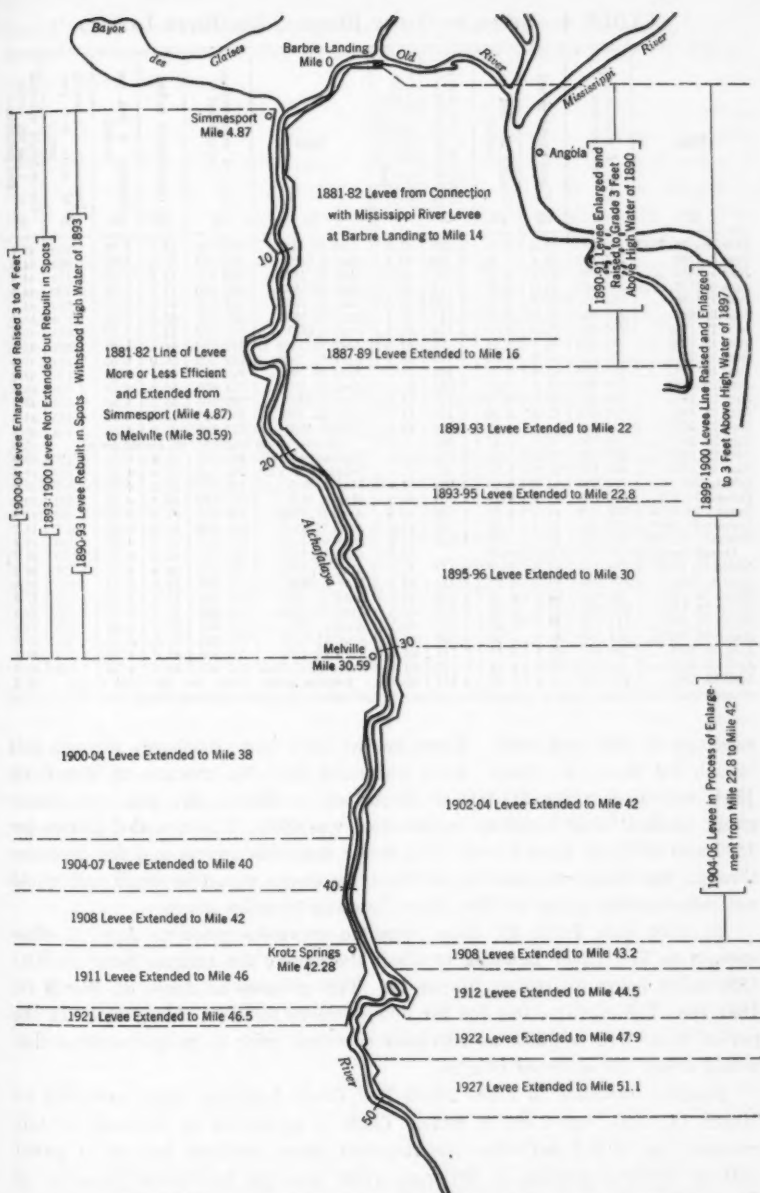 Bayou
des
Glaises
Barbre Landing
Mile 0
Old
River
Mississippi
River
Simmesport
Mile 4.87
Angola
1881-82 Levee from Connection
with Mississippi River Levee
at Barbre Landing to Mile 14
1890-91 Levee Enlarged and
Raised to Grade 3 Feet
Above High Water of 1890
1900-04 Levee Enlarged and Raised 3 to 4 Feet
1893-1900 Levee Not Extended but Rebuilt in Spots
1890-93 Levee Rebuilt in Spots Withstood High Water of 1893
10
1881-82 Line of Levee
More or Less Efficient
and Extended from
Simmesport (Mile 4.87)
to Melville (Mile 30.59)
1887-89 Levee Extended to Mile 16
1899-1900 Levee Line Raised and Enlarged
to 3 Feet Above High Water of 1897
1891-93 Levee Extended to Mile 22
20
1893-95 Levee Extended to Mile 22.8
Atchafalaya
1895-96 Levee Extended to Mile 30
Melville
Mile 30.59
30
1900-04 Levee Extended to Mile 38
1902-04 Levee Extended to Mile 42
1904-06 Levee in Process of Enlarge-
ment from Mile 22.8 to Mile 42
1904-07 Levee Extended to Mile 40
40
1908 Levee Extended to Mile 42
Krotz Springs
Mile 42.28
1908 Levee Extended to Mile 43.2
1911 Levee Extended to Mile 46
1912 Levee Extended to Mile 44.5
1921 Levee Extended to Mile 46.5
1922 Levee Extended to Mile 47.9
River
1927 Levee Extended to Mile 51.1
50